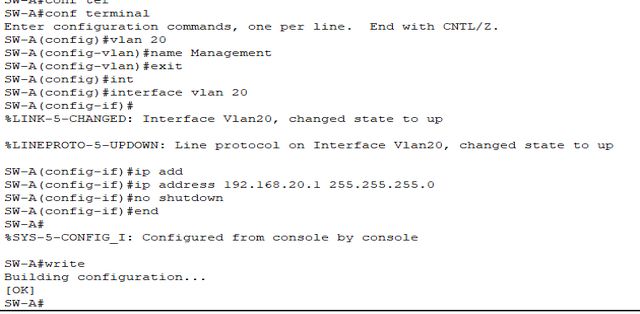 SW-A#conf ter
SW-A#conf terminal
Enter configuration commands, one per line.  End with CNTL/Z.
SW-A(config)#vlan 20
SW-A(config-vlan)#name Management
SW-A(config-vlan)#exit
SW-A(config)#int
SW-A(config)#interface vlan 20
SW-A(config-if)#
%LINK-5-CHANGED: Interface Vlan20, changed state to up
%LINEPROTO-5-UPDOWN: Line protocol on Interface Vlan20, changed state to up
SW-A(config-if)#ip add
SW-A(config-if)#ip address 192.168.20.1 255.255.255.0
SW-A(config-if)#no shutdown
SW-A(config-if)#end
SW-A#
%SYS-5-CONFIG_I: Configured from console by console
SW-A#write
Building configuration...
[OK]
SW-A#